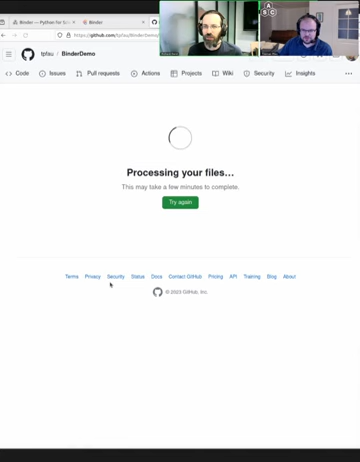 Binder — Python for Sc
Binder
https://github.com/tpfau/BinderDemo/
tpfau / BinderDemo
Code
Issues
Pull requests
Actions
Projects
Wiki
Security
Insights
Processing your files…
This may take a few minutes to complete.
Try again
Terms
Privacy
Security
Status
Docs
Contact GitHub
Pricing
API
Training
Blog
About
© 2023 GitHub, Inc.